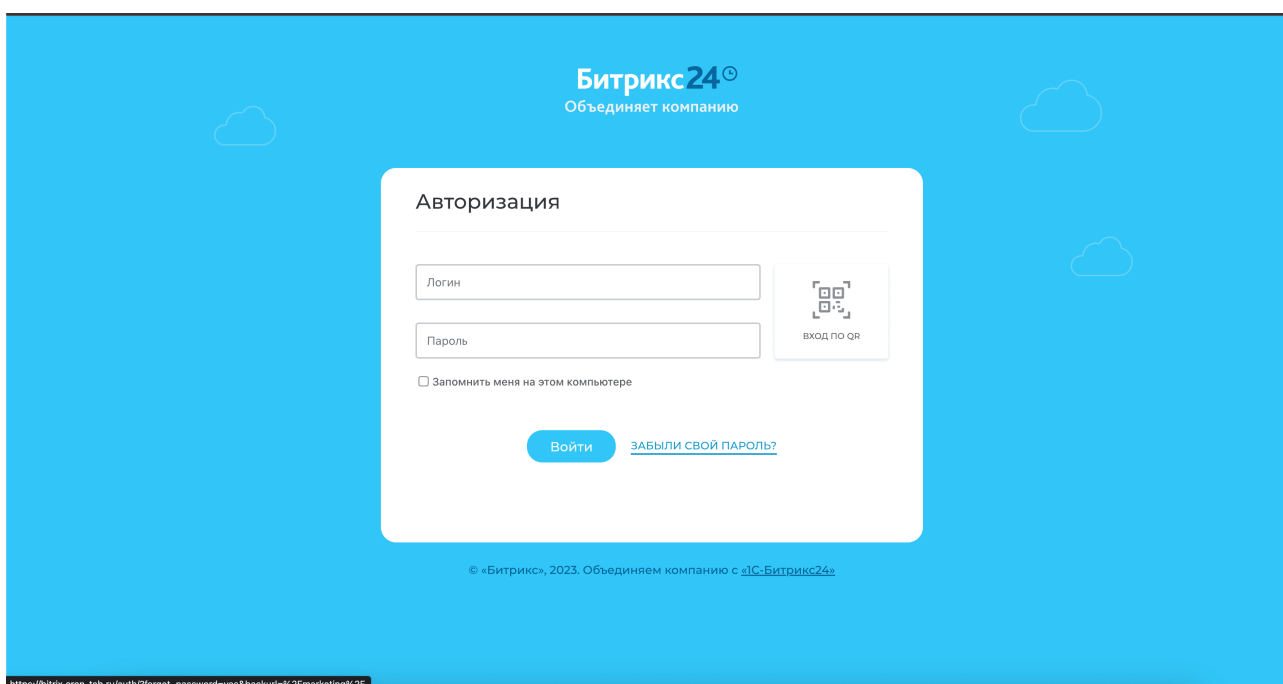 Битрикс24
Объединяет компанию
Авторизация
Логин
Пароль
ВХОД ПО QR
Запомнить меня на этом компьютере
Войти
ЗАБЫЛИ СВОЙ ПАРОЛЬ?
© «Битрикс», 2023. Объединяем компанию с «1С-Битрикс24»